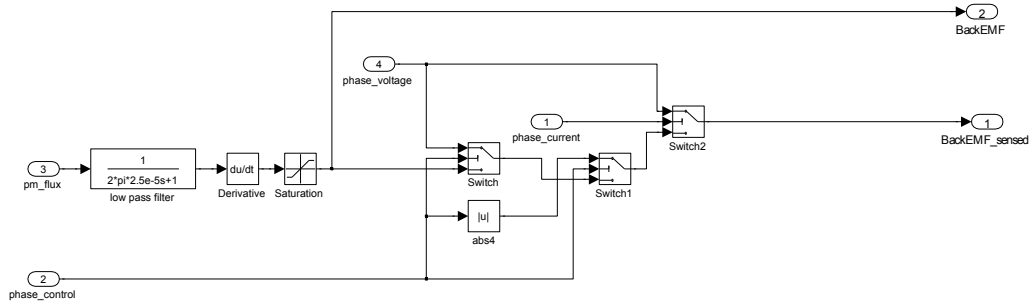 2
BackEMF
4
phase_voltage
1
phase_current
Switch2
1
BackEMF_sensed
3
pm_flux
1
2*pi*2.5e-5s+1
low pass filter
du/dt
Derivative
Saturation
Switch
Switch1
|u|
abs4
2
phase_control